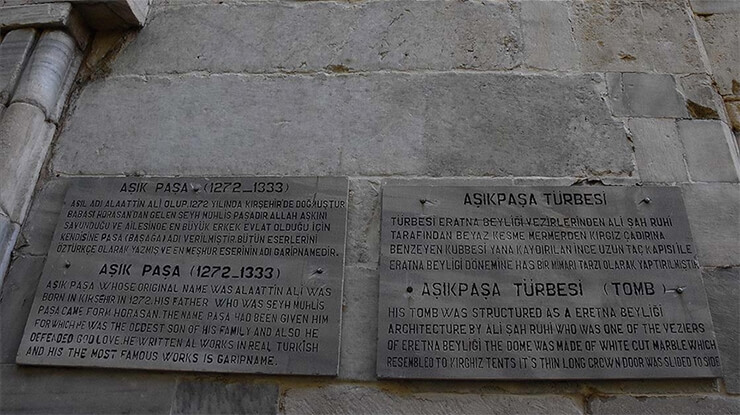 AŞIK PAŞA (1272_1333)
ASIL ADI ALAATTİN ALİ OLUP, 1272 YILINDA KIRŞEHİR DE DOĞMUŞTUR
BABASI HORASAN'DAN GELEN SEYH MUHLİS PAŞADIR ALLAH AŞKINI
SAVUNDUĞU VE AİLESİNDE EN BÜYÜK ERKEK EVLAT OLDUĞU İÇİN
KENDİSİNE PAŞA (BAŞAĞA) ADI VERİLMİŞTİR. BÜTÜN ESERLERİNİ
ÖZTÜRKÇE OLARAK YAZMIŞ VE EN MEŞHUR ESERİNİN ADI GARİPNAMEDİR.
AŞIK PAŞA (1272_1333)
AŞIK PAŞA WHOSE ORIGINAL NAME WAS ALAATTİN ALİ WAS
BORN IN KIRŞEHİR IN 1272. HIS FATHER WHO WAS SEYH MUHLİS
PAŞA CAME FORM HORASAN. THE NAME PAŞA HAD BEEN GIVEN HIM
FOR WHICH HE WAS THE OLDEST SON OF HIS FAMILY AND ALSO HE
DEFENDED GOD LOVE. HE WRITTEN AL WORKS IN REAL TURKISH
AND HIS THE MOST FAMOUS WORKS IS GARIPNAME.
AŞIKPAŞA TÜRBESİ
TÜRBESİ ERATNA BEYLİĞİ VEZİRLERİNDEN ALİ ŞAH RUHİ
TARAFINDAN BEYAZ KESME MERMERDEN KIRGIZ ÇADIRINA
BENZEYEN KUBBESİ YANA KAYDIRILAN İNCE UZUN TAÇ KAPISI İLE
ERATNA BEYLİĞİ DÖNEMİNE HAS BİR MİMARİ TARZI OLARAK YAPTIRILMIŞTIR.
AŞIKPAŞA TÜRBESİ (TOMB)
HIS TOMB WAS STRUCTURED AS A ERETNA BEYLİĞİ
ARCHITECTURE BY ALİ ŞAH RUHİ WHO WAS ONE OF THE VEZIERS
OF ERETNA BEYLİĞİ THE DOME WAS MADE OF WHITE CUT MARBLE, WHICH
RESEMBLED TO KIRGHIZ TENTS IT'S THIN LONG CROWN DOOR WAS SLIDED TO SIDE